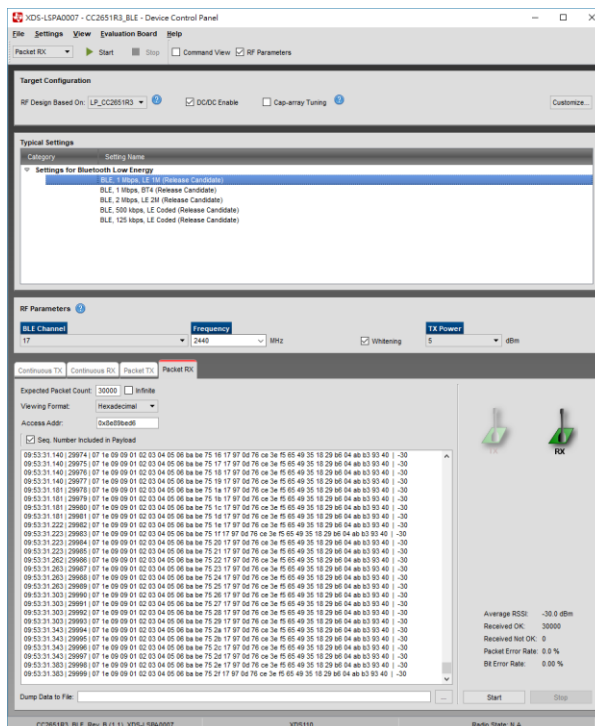 XDS-LSPA0007 - CC2651R3_BLE - Device Control Panel
File Settings View Evaluation Board Help
Packet RX Start Stop Command View RF Parameters
Target Configuration
RF Design Based On: LP_CC2651R3 DC/DC Enable Cap-array Tuning Customize...
Typical Settings
Category Setting Name
Settings for Bluetooth Low Energy
BLE, 1 Mbps, LE 1M (Release Candidate)
BLE, 1 Mbps, BT4 (Release Candidate)
BLE, 2 Mbps, LE 2M (Release Candidate)
BLE, 500 kbps, LE Coded (Release Candidate)
BLE, 125 kbps, LE Coded (Release Candidate)
RF Parameters
BLE Channel Frequency TX Power
17 2440 MHz Whitening 5 dBm
Continuous TX Continuous RX Packet TX Packet RX
Expected Packet Count: 30000 Infinite
Viewing Format: Hexadecimal
Access Addr: 0x8e89bed6
Seq. Number Included in Payload
TX RX
09:53:31.140 | 29974 | 07 1e 09 09 01 02 03 04 05 06 ba be 75 16 17 97 0d 76 ce 3e f5 65 49 35 18 29 b6 04 ab b3 93 40 | -30
09:53:31.140 | 29975 | 07 1e 09 09 01 02 03 04 05 06 ba be 75 17 17 97 0d 76 ce 3e f5 65 49 35 18 29 b6 04 ab b3 93 40 | -30
09:53:31.140 | 29976 | 07 1e 09 09 01 02 03 04 05 06 ba be 75 18 17 97 0d 76 ce 3e f5 65 49 35 18 29 b6 04 ab b3 93 40 | -30
09:53:31.140 | 29977 | 07 1e 09 09 01 02 03 04 05 06 ba be 75 19 17 97 0d 76 ce 3e f5 65 49 35 18 29 b6 04 ab b3 93 40 | -30
09:53:31.181 | 29978 | 07 1e 09 09 01 02 03 04 05 06 ba be 75 1a 17 97 0d 76 ce 3e f5 65 49 35 18 29 b6 04 ab b3 93 40 | -30
09:53:31.181 | 29979 | 07 1e 09 09 01 02 03 04 05 06 ba be 75 1b 17 97 0d 76 ce 3e f5 65 49 35 18 29 b6 04 ab b3 93 40 | -30
09:53:31.181 | 29980 | 07 1e 09 09 01 02 03 04 05 06 ba be 75 1c 17 97 0d 76 ce 3e f5 65 49 35 18 29 b6 04 ab b3 93 40 | -30
09:53:31.181 | 29981 | 07 1e 09 09 01 02 03 04 05 06 ba be 75 1d 17 97 0d 76 ce 3e f5 65 49 35 18 29 b6 04 ab b3 93 40 | -30
09:53:31.222 | 29982 | 07 1e 09 09 01 02 03 04 05 06 ba be 75 1e 17 97 0d 76 ce 3e f5 65 49 35 18 29 b6 04 ab b3 93 40 | -30
09:53:31.223 | 29983 | 07 1e 09 09 01 02 03 04 05 06 ba be 75 1f 17 97 0d 76 ce 3e f5 65 49 35 18 29 b6 04 ab b3 93 40 | -30
09:53:31.223 | 29984 | 07 1e 09 09 01 02 03 04 05 06 ba be 75 20 17 97 0d 76 ce 3e f5 65 49 35 18 29 b6 04 ab b3 93 40 | -30
09:53:31.223 | 29985 | 07 1e 09 09 01 02 03 04 05 06 ba be 75 21 17 97 0d 76 ce 3e f5 65 49 35 18 29 b6 04 ab b3 93 40 | -30
09:53:31.262 | 29986 | 07 1e 09 09 01 02 03 04 05 06 ba be 75 22 17 97 0d 76 ce 3e f5 65 49 35 18 29 b6 04 ab b3 93 40 | -30
09:53:31.263 | 29987 | 07 1e 09 09 01 02 03 04 05 06 ba be 75 23 17 97 0d 76 ce 3e f5 65 49 35 18 29 b6 04 ab b3 93 40 | -30
09:53:31.263 | 29988 | 07 1e 09 09 01 02 03 04 05 06 ba be 75 24 17 97 0d 76 ce 3e f5 65 49 35 18 29 b6 04 ab b3 93 40 | -30
09:53:31.263 | 29989 | 07 1e 09 09 01 02 03 04 05 06 ba be 75 25 17 97 0d 76 ce 3e f5 65 49 35 18 29 b6 04 ab b3 93 40 | -30
09:53:31.303 | 29990 | 07 1e 09 09 01 02 03 04 05 06 ba be 75 26 17 97 0d 76 ce 3e f5 65 49 35 18 29 b6 04 ab b3 93 40 | -30
09:53:31.303 | 29991 | 07 1e 09 09 01 02 03 04 05 06 ba be 75 27 17 97 0d 76 ce 3e f5 65 49 35 18 29 b6 04 ab b3 93 40 | -30
09:53:31.303 | 29992 | 07 1e 09 09 01 02 03 04 05 06 ba be 75 28 17 97 0d 76 ce 3e f5 65 49 35 18 29 b6 04 ab b3 93 40 | -30
09:53:31.303 | 29993 | 07 1e 09 09 01 02 03 04 05 06 ba be 75 29 17 97 0d 76 ce 3e f5 65 49 35 18 29 b6 04 ab b3 93 40 | -30
09:53:31.343 | 29994 | 07 1e 09 09 01 02 03 04 05 06 ba be 75 2a 17 97 0d 76 ce 3e f5 65 49 35 18 29 b6 04 ab b3 93 40 | -30
09:53:31.343 | 29995 | 07 1e 09 09 01 02 03 04 05 06 ba be 75 2b 17 97 0d 76 ce 3e f5 65 49 35 18 29 b6 04 ab b3 93 40 | -30
09:53:31.343 | 29996 | 07 1e 09 09 01 02 03 04 05 06 ba be 75 2c 17 97 0d 76 ce 3e f5 65 49 35 18 29 b6 04 ab b3 93 40 | -30
09:53:31.343 | 29997 | 07 1e 09 09 01 02 03 04 05 06 ba be 75 2d 17 97 0d 76 ce 3e f5 65 49 35 18 29 b6 04 ab b3 93 40 | -30
09:53:31.383 | 29998 | 07 1e 09 09 01 02 03 04 05 06 ba be 75 2e 17 97 0d 76 ce 3e f5 65 49 35 18 29 b6 04 ab b3 93 40 | -30
09:53:31.383 | 29999 | 07 1e 09 09 01 02 03 04 05 06 ba be 75 2f 17 97 0d 76 ce 3e f5 65 49 35 18 29 b6 04 ab b3 93 40 | -30
Average RSSI: -30.0 dBm
Received OK: 30000
Received Not OK: 0
Packet Error Rate: 0.0 %
Bit Error Rate: 0.00 %
Dump Data to File: ... Start Stop
CC2651R3_BLE, Rev. B (1.1), XDS-LSPA0007 XDS110 Radio State: N.A.